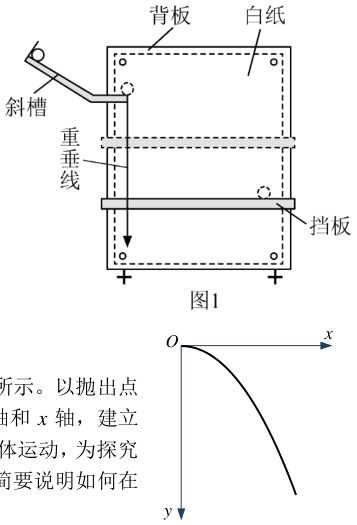 背板
白纸
斜槽
重垂线
挡板
图1
x
O
所示。以抛出点
轴和 x 轴，建立
体运动，为探究
简要说明如何在
y